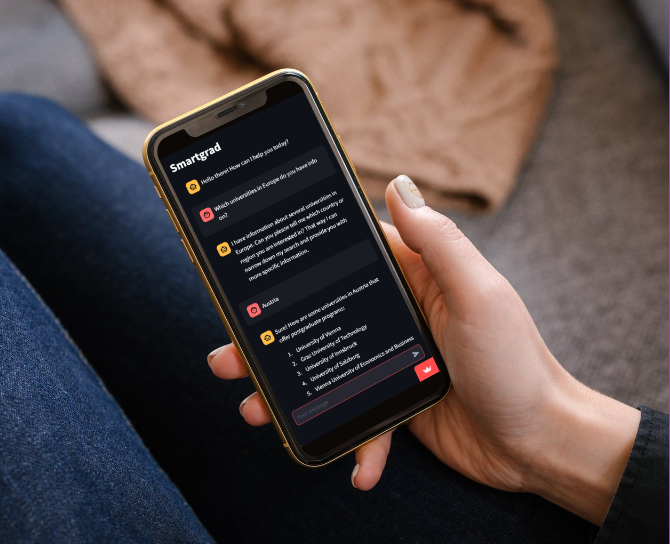 Smartgrad
Hello there! How can I help you today?
Which universities in Europe do you have info
on?
I have information about several universities in
Europe. Can you please tell me which country or
region you are interested in? That way I can
narrow down my search and provide you with
more specific information.
Austria
Sure! Here are some universities in Austria that
offer postgraduate programs:
1. University of Vienna
2. Graz University of Technology
3. University of Innsbruck
4. University of Salzburg
5. Vienna University of Economics and Business
Your message